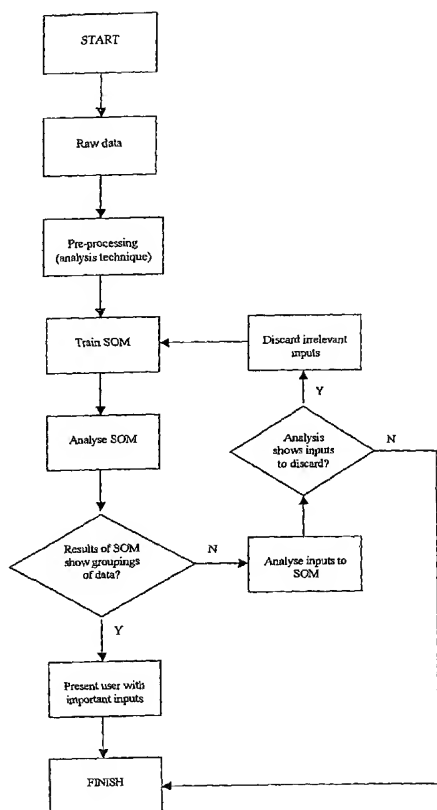 START
Raw data
Pre-processing
(analysis technique)
Train SOM
Discard irrelevant
inputs
Y
Analyse SOM
Analysis
shows inputs
to discard?
N
Results of SOM
show groupings
of data?
N
Analyse inputs to
SOM
Y
Present user with
important inputs
FINISH